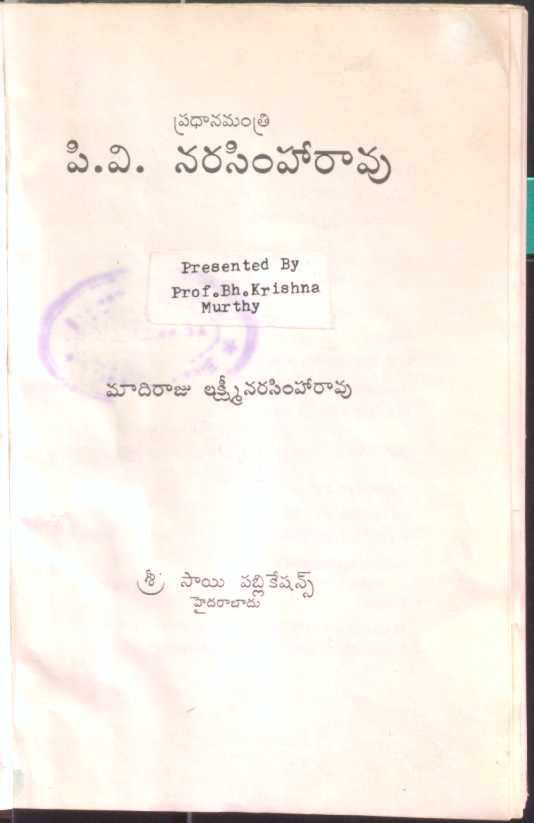 ప్రధానమంత్రి
పి.వి. నరసింహారావు
Presented By
Prof.Bh.Krishna
Murthy
మాదిరాజు లక్ష్మీనరసింహారావు
శ్రీ సాయి పబ్లికేషన్స్
హైదరాబాదు